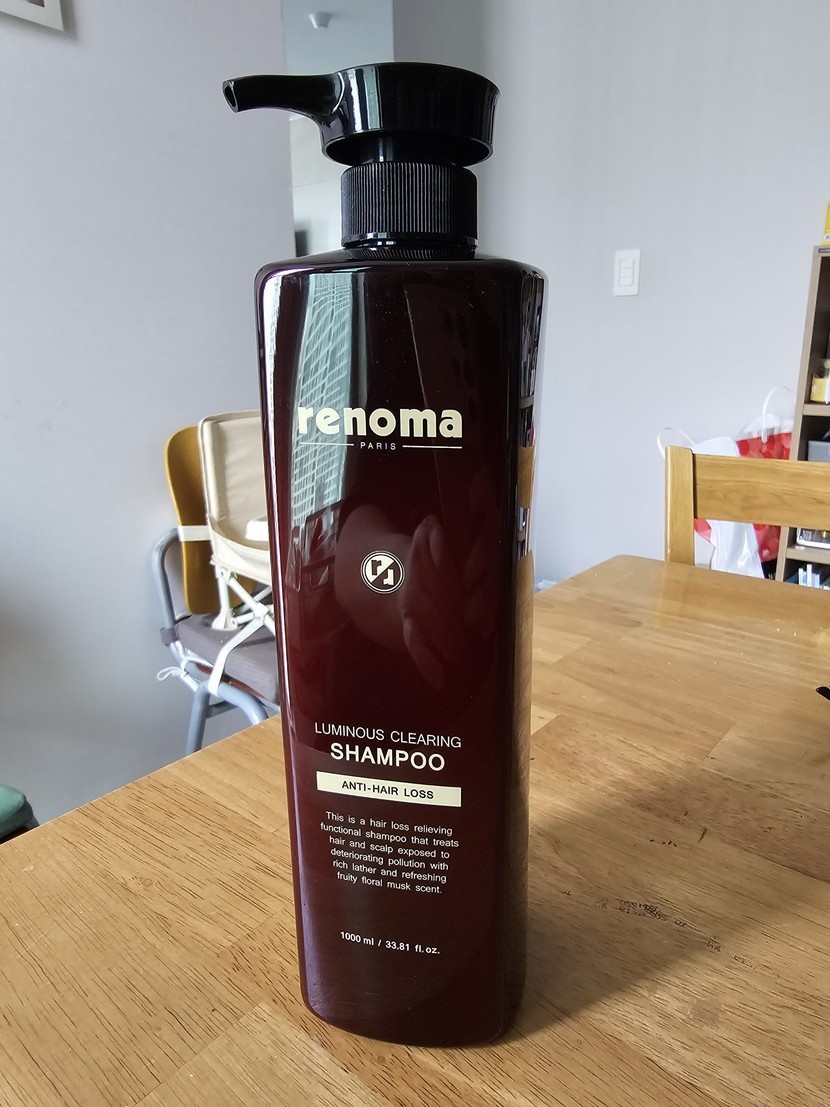 renoma
PARIS
LUMINOUS CLEARING
SHAMPOO
ANTI-HAIR LOSS
This is a hair loss relieving
functional shampoo that treats
hair and scalp exposed to
deteriorating pollution with
rich lather and refreshing
fruity floral musk scent.
1000 ml / 33.81 fl. oz.